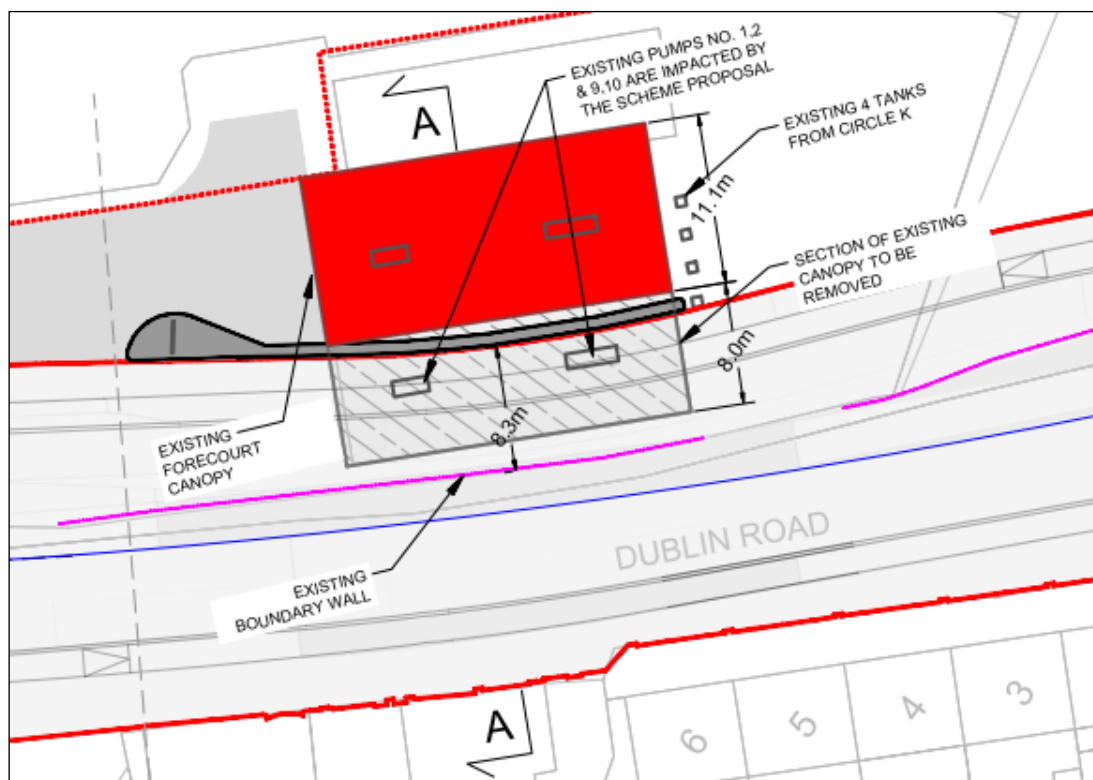 EXISTING PUMPS NO. 1,2
& 9,10 ARE IMPACTED BY
THE SCHEME PROPOSAL
A
EXISTING 4 TANKS
FROM CIRCLE K
11.1m
SECTION OF EXISTING
CANOPY TO BE
REMOVED
8.0m
8.3m
EXISTING
FORECOURT
CANOPY
EXISTING
BOUNDARY WALL
DUBLIN ROAD
A
6
5
4
3